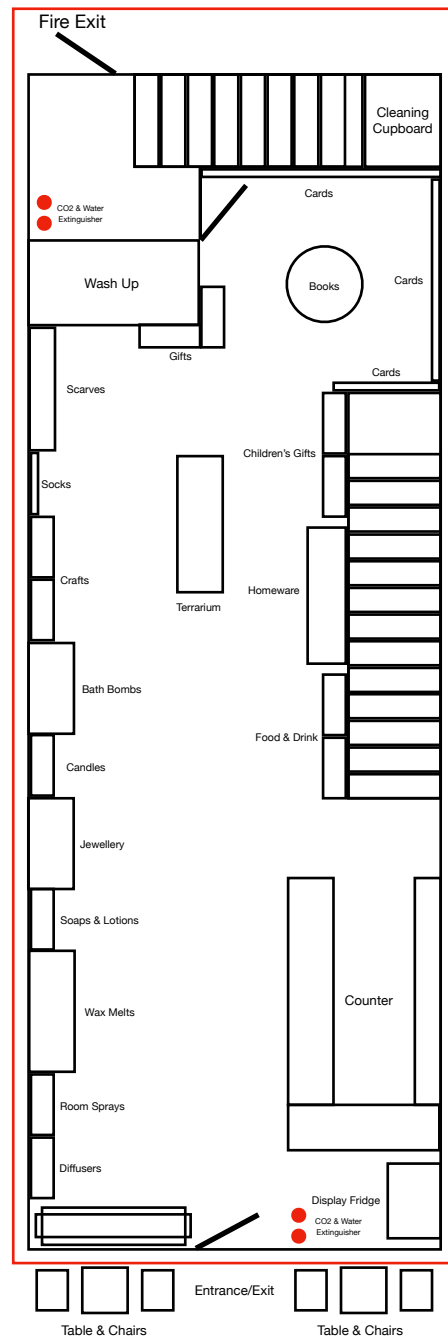 Fire Exit
Cleaning
Cupboard
Cards
CO2 & Water
Extinguisher
Wash Up
Books
Cards
Gifts
Cards
Scarves
Children's Gifts
Socks
Crafts
Homeware
Terrarium
Bath Bombs
Food & Drink
Candles
Jewellery
Soaps & Lotions
Counter
Wax Melts
Room Sprays
Diffusers
Display Fridge
CO2 & Water
Extinguisher
Entrance/Exit
Table & Chairs
Table & Chairs